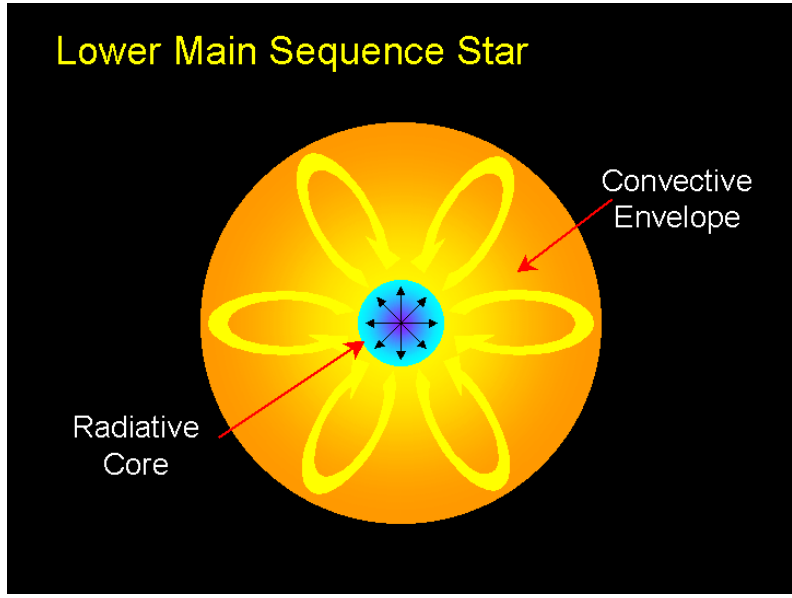 Lower Main Sequence Star
Convective
Envelope
Radiative
Core